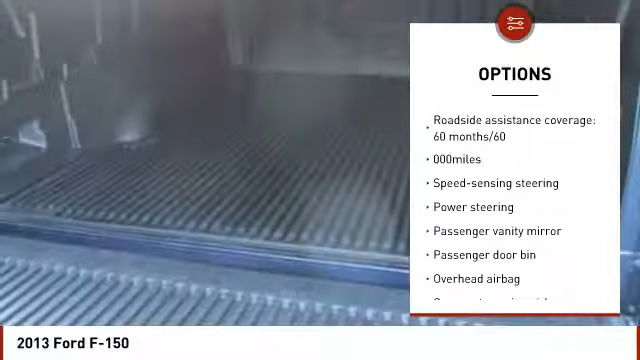 OPTIONS
Roadside assistance coverage:
60 months/60
000miles
Speed-sensing steering
Power steering
Passenger vanity mirror
Passenger door bin
Overhead airbag
2013 Ford F-150